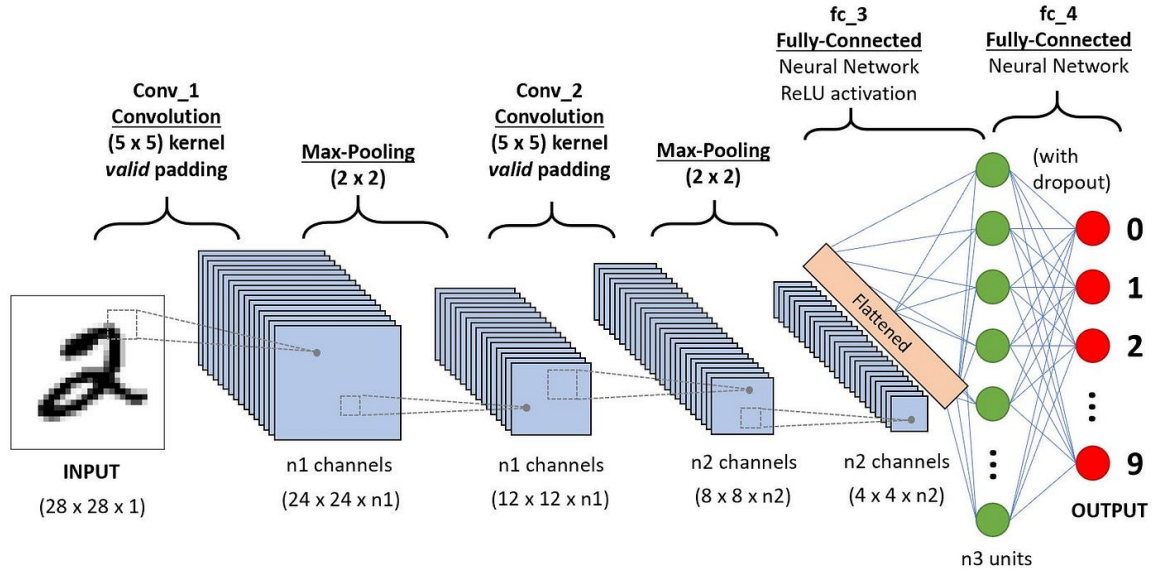 Conv_1
Convolution
(5 x 5) kernel
valid padding
Max-Pooling
(2 x 2)
Conv_2
Convolution
(5 x 5) kernel
valid padding
Max-Pooling
(2 x 2)
fc_3
Fully-Connected
Neural Network
ReLU activation
fc_4
Fully-Connected
Neural Network
(with
dropout)
Flattened
0
1
2
9
OUTPUT
2
INPUT
(28 x 28 x 1)
n1 channels
(24 x 24 x n1)
n1 channels
(12 x 12 x n1)
n2 channels
(8 x 8 x n2)
n2 channels
(4 x 4 x n2)
n3 units